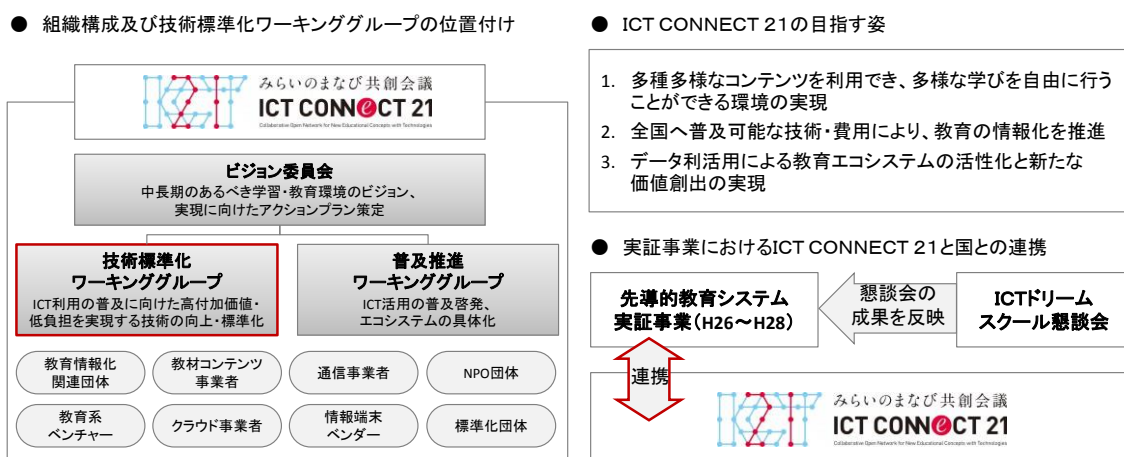 ● 組織構成及び技術標準化ワーキンググループの位置付け
みらいのまなび共創会議
ICT CONNeCT 21
Collaborative Open Network for New Educational Concepts with Technologies
ビジョン委員会
中長期のあるべき学習・教育環境のビジョン、
実現に向けたアクションプラン策定
技術標準化
ワーキンググループ
ICT利用の普及に向けた高付加価値・
低負担を実現する技術の向上・標準化
普及推進
ワーキンググループ
ICT活用の普及啓発、
エコシステムの具体化
教育情報化
関連団体
教材コンテンツ
事業者
通信事業者
NPO団体
教育系
ベンチャー
クラウド事業者
情報端末
ベンダー
標準化団体
● ICT CONNECT 21の目指す姿
1. 多種多様なコンテンツを利用でき、多様な学びを自由に行う
ことができる環境の実現
2. 全国へ普及可能な技術・費用により、教育の情報化を推進
3. データ利活用による教育エコシステムの活性化と新たな
価値創出の実現
● 実証事業におけるICT CONNECT 21と国との連携
先導的教育システム
実証事業(H26～H28)
懇談会の
成果を反映
ICTドリーム
スクール懇談会
連携
みらいのまなび共創会議
ICT CONNeCT 21
Collaborative Open Network for New Educational Concepts with Technologies